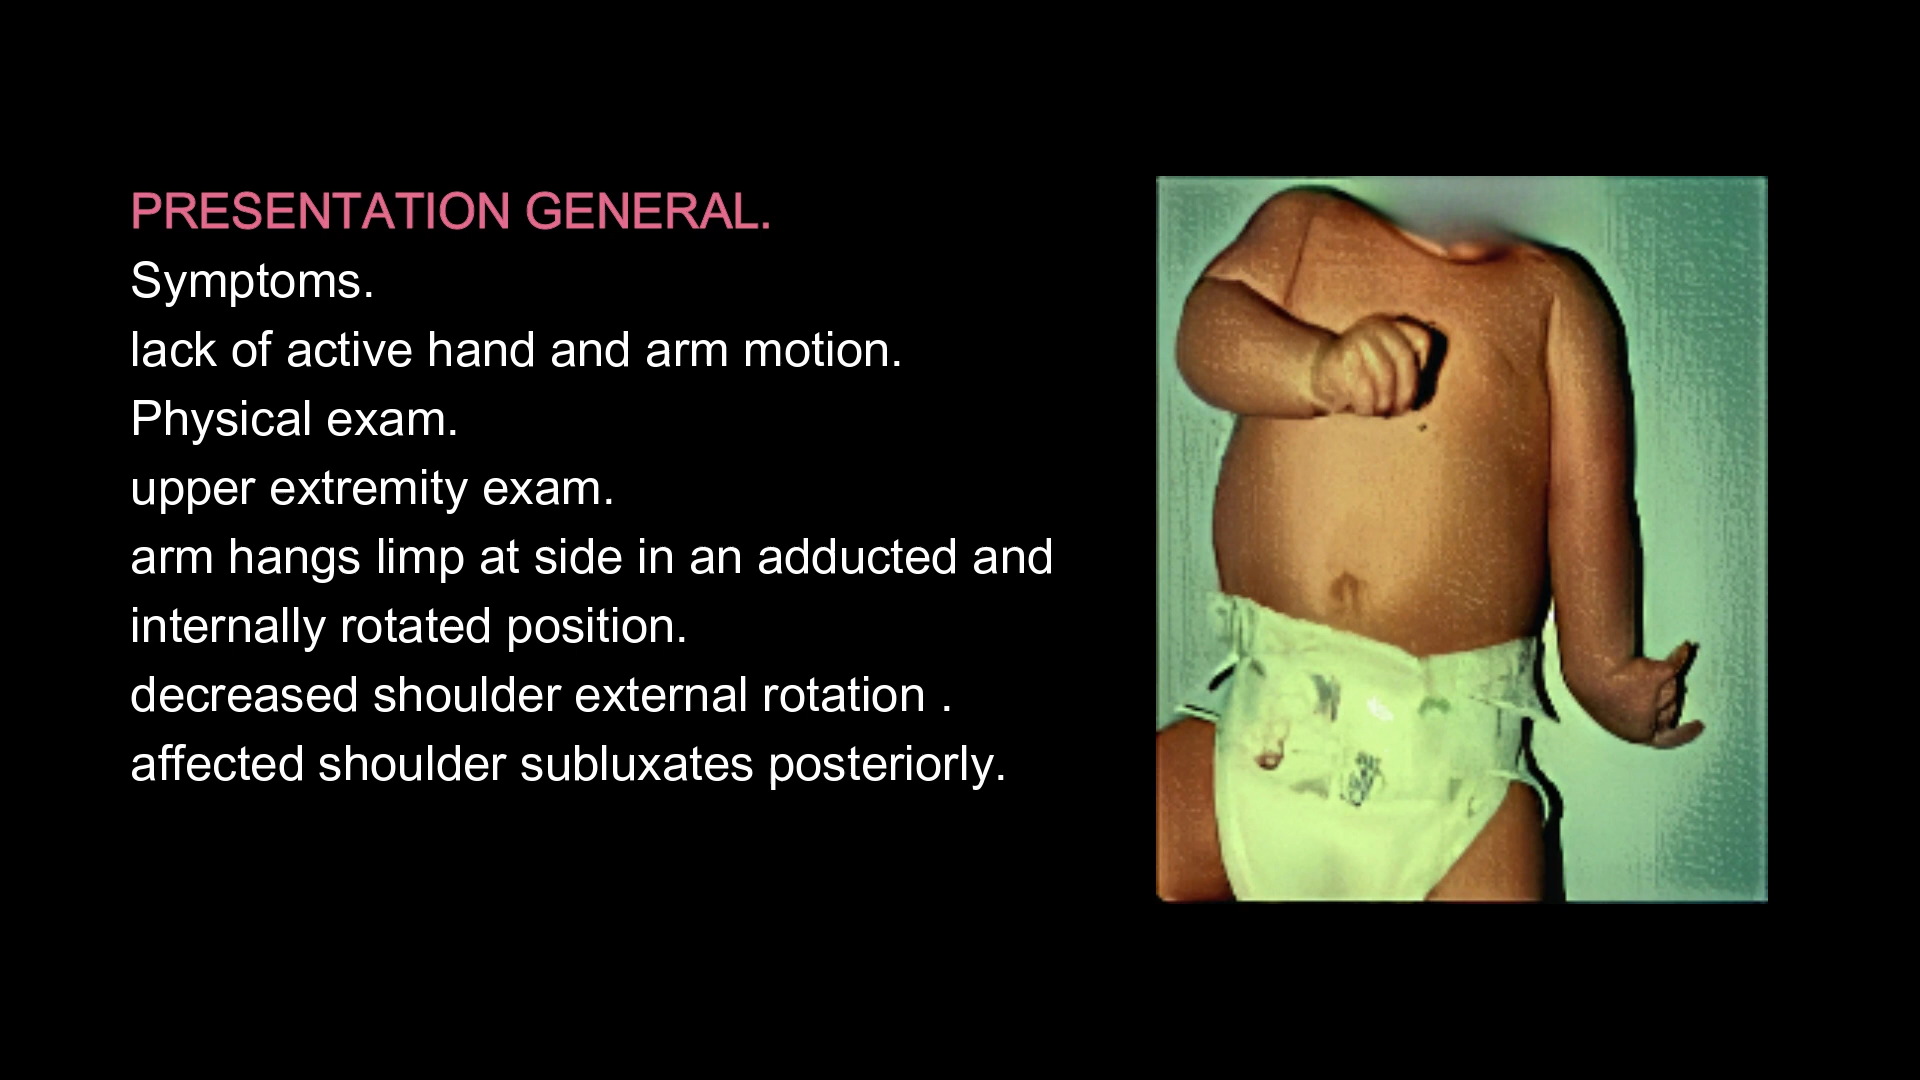 PRESENTATION GENERAL.
Symptoms.
lack of active hand and arm motion.
Physical exam.
upper extremity exam.
arm hangs limp at side in an adducted and
internally rotated position.
decreased shoulder external rotation .
affected shoulder subluxates posteriorly.